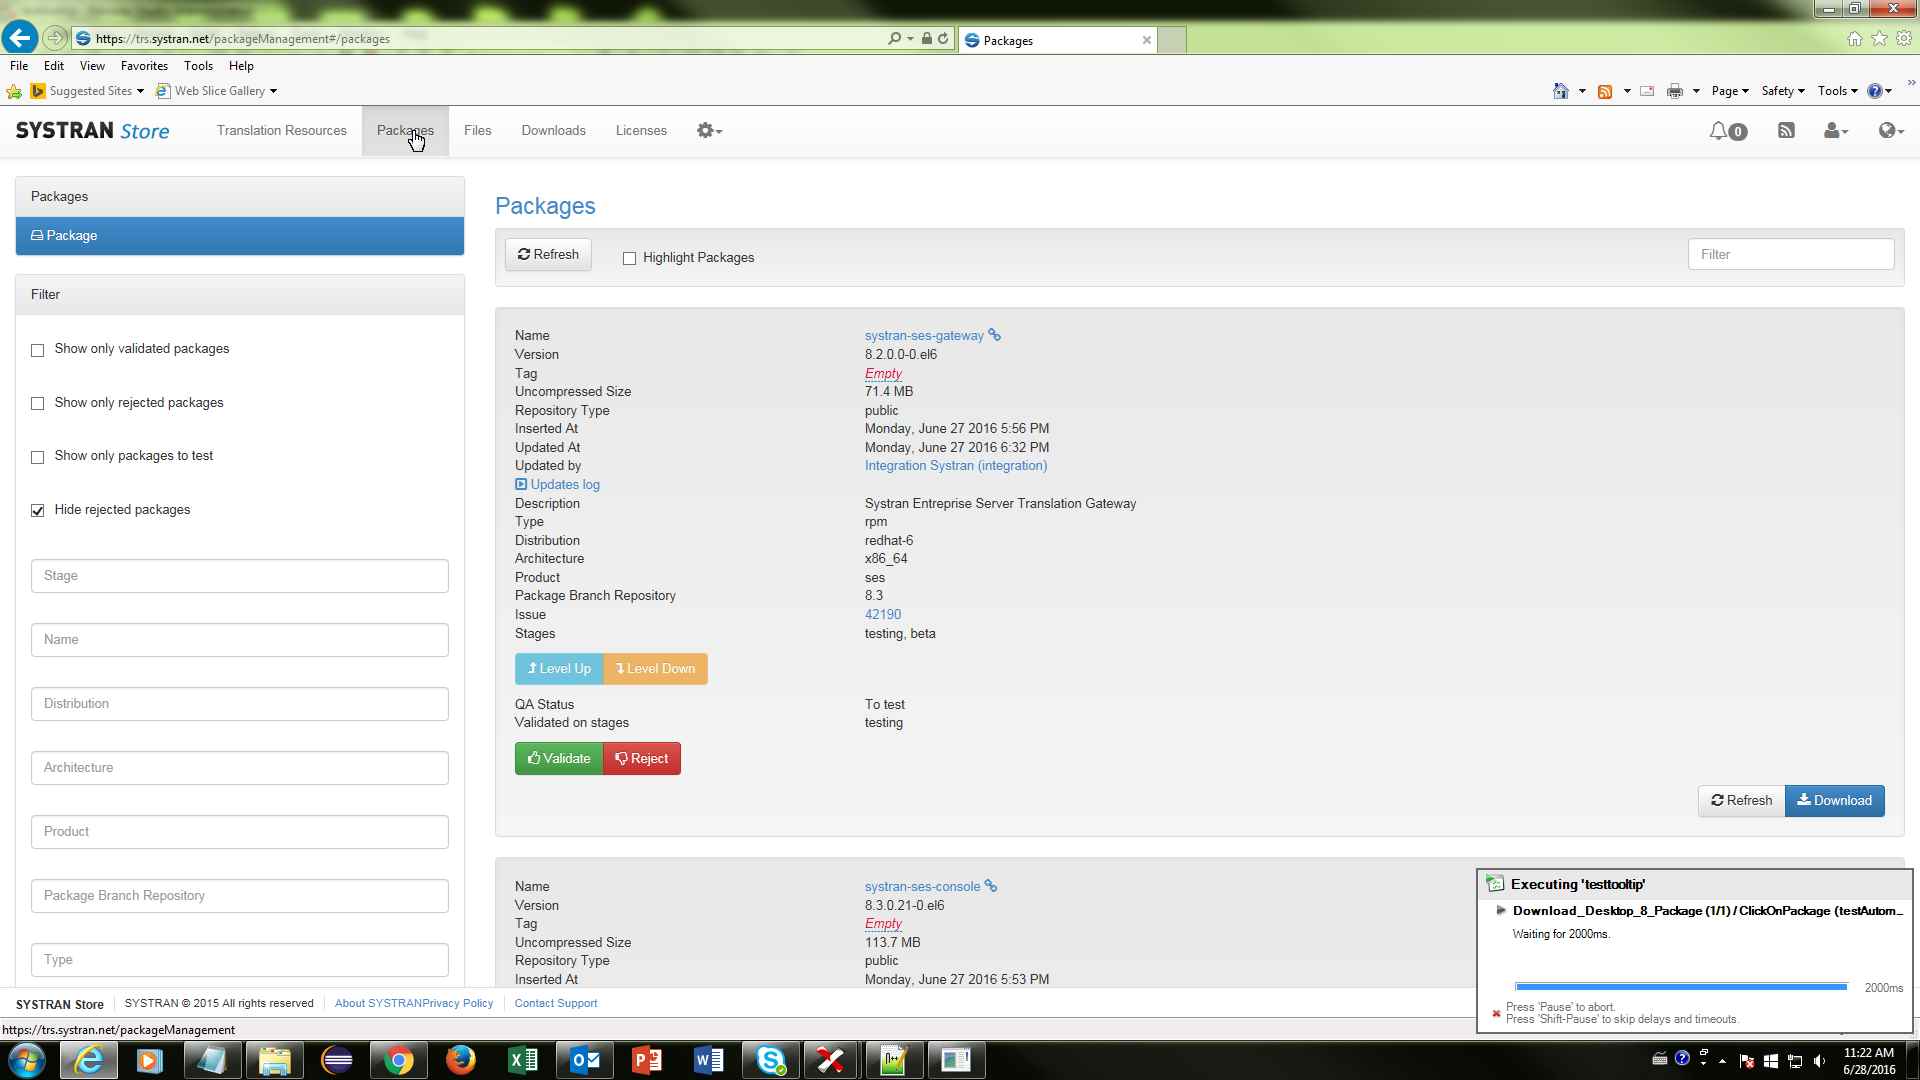 https://trs.systran.net/packageManagement#/packages
Packages
File Edit View Favorites Tools Help
Suggested Sites Web Slice Gallery
Page Safety Tools
SYSTRAN Store
Translation Resources Packages Files Downloads Licenses
0
Packages
Package
Filter
Show only validated packages
Show only rejected packages
Show only packages to test
Hide rejected packages
Stage
Name
Distribution
Architecture
Product
Package Branch Repository
Type
Packages
Refresh Highlight Packages Filter
Name systran-ses-gateway
Version 8.2.0.0-0.el6
Tag Empty
Uncompressed Size 71.4 MB
Repository Type public
Inserted At Monday, June 27 2016 5:56 PM
Updated At Monday, June 27 2016 6:32 PM
Updated by Integration Systran (integration)
Updates log
Description Systran Entreprise Server Translation Gateway
Type rpm
Distribution redhat-6
Architecture x86_64
Product ses
Package Branch Repository 8.3
Issue 42190
Stages testing, beta
Level Up Level Down
QA Status To test
Validated on stages testing
Validate Reject
Refresh Download
Name systran-ses-console
Version 8.3.0.21-0.el6
Tag Empty
Uncompressed Size 113.7 MB
Repository Type public
Inserted At Monday, June 27 2016 5:53 PM
Executing 'testtooltip'
Download_Desktop_8_Package (1/1) / ClickOnPackage (testAutom...
Waiting for 2000ms.
2000ms
Press 'Pause' to abort.
Press 'Shift-Pause' to skip delays and timeouts.
SYSTRAN Store SYSTRAN © 2015 All rights reserved About SYSTRAN Privacy Policy Contact Support
https://trs.systran.net/packageManagement
11:22 AM
6/28/2016